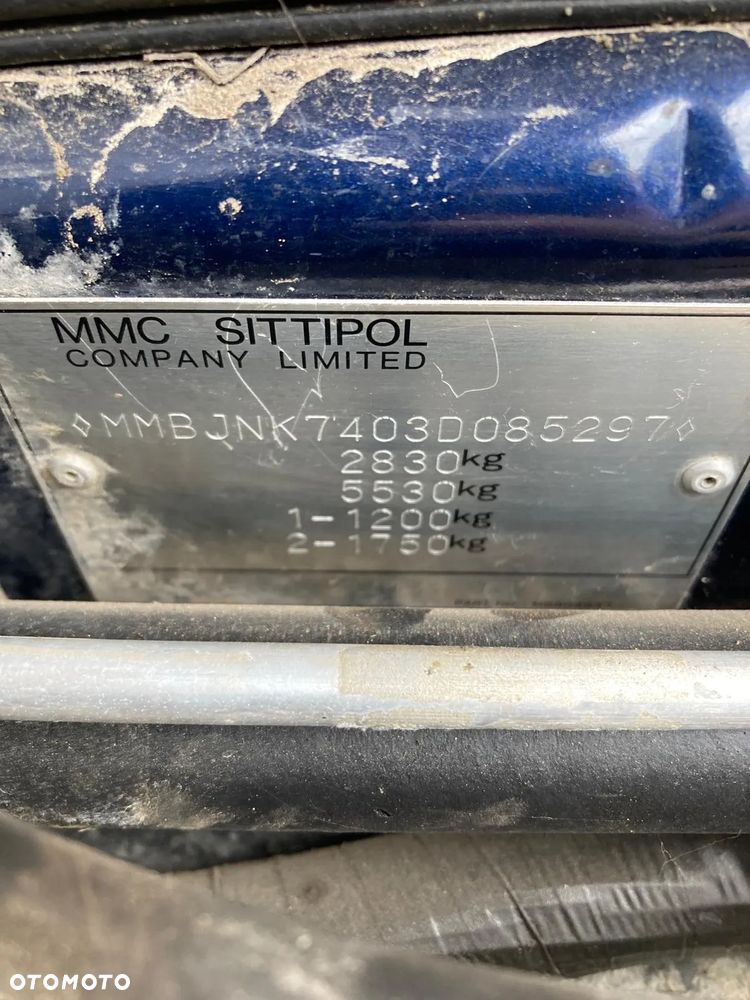 MMC SITTIPOL
COMPANY LIMITED
◊MMBJNK7403D085297◊
2830kg
5530kg
1-1200kg
2-1750kg
OTOMOTO